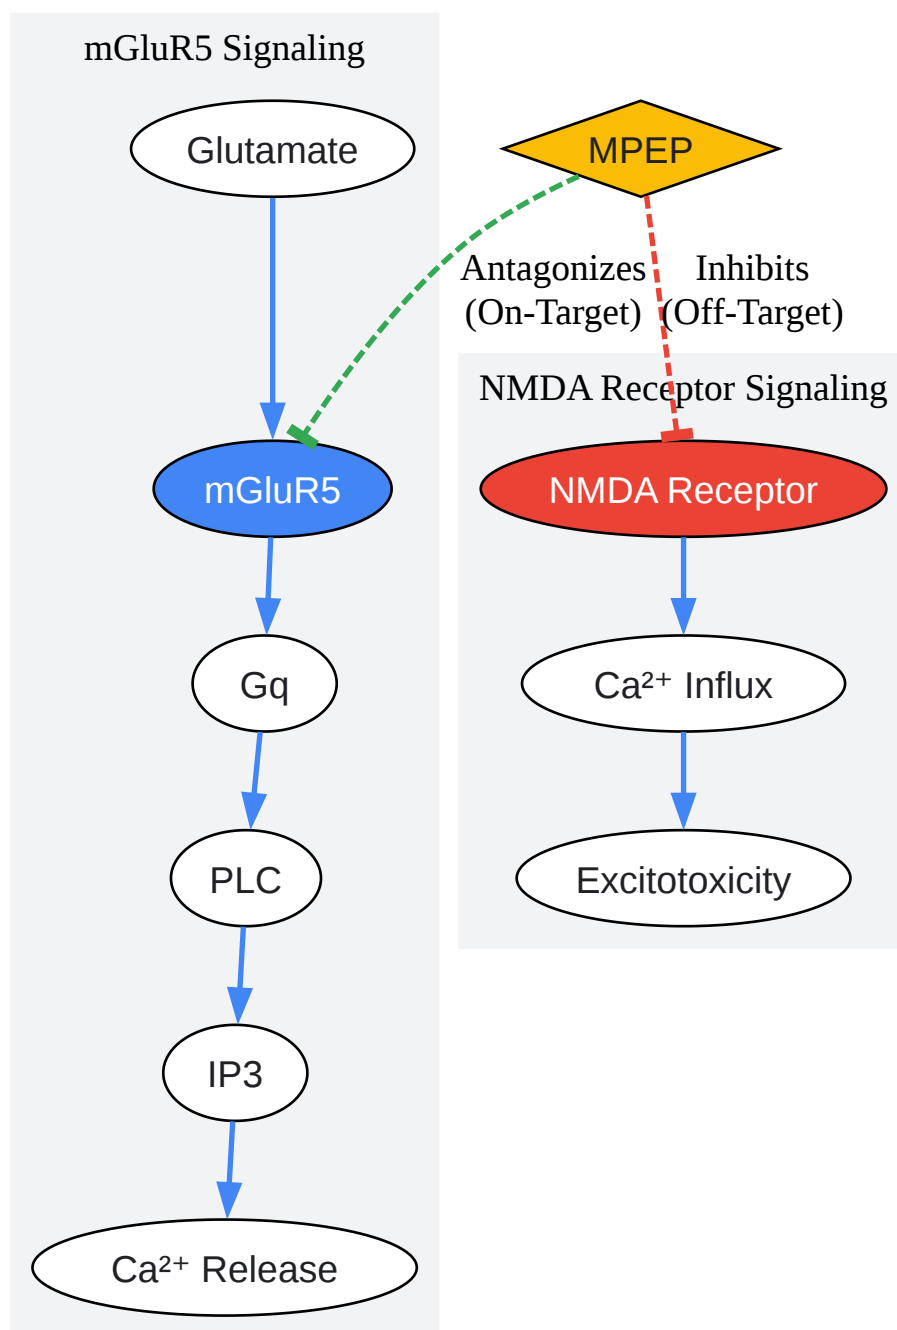 mGluR5 Signaling
Glutamate
MPEP
Antagonizes
(On-Target)
Inhibits
(Off-Target)
NMDA Receptor Signaling
mGluR5
NMDA Receptor
Gq
Ca²⁺ Influx
PLC
Excitotoxicity
IP3
Ca²⁺ Release